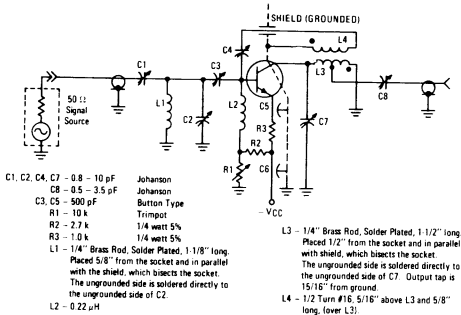 SHIELD (GROUNDED)
L4
C4
C1
C3
L3
C8
50 Ω
Signal
Source
L1
C2
L2
C5
R3
C7
R2
R1
C6
– VCC
C1, C2, C4, C7 – 0.8 – 10 pF Johanson
C8 – 0.5 – 3.5 pF Johanson
C3, C5 – 500 pF Button Type
R1 – 10 k Trimpot
R2 – 2.7 k 1/4 watt 5%
R3 – 1.0 k 1/4 watt 5%
L1 – 1/4" Brass Rod, Solder Plated, 1-1/8" long.
Placed 5/8" from the socket and in parallel
with the shield, which bisects the socket.
The ungrounded side is soldered directly to
the ungrounded side of C2.
L2 – 0.22 μH
L3 – 1/4" Brass Rod, Solder Plated, 1-1/2" long.
Placed 1/2" from the socket and in parallel
with shield, which bisects the socket.
The ungrounded side is soldered directly to
the ungrounded side of C7. Output tap is
15/16" from ground.
L4 – 1/2 Turn #16, 5/16" above L3 and 5/8"
long, (over L3).